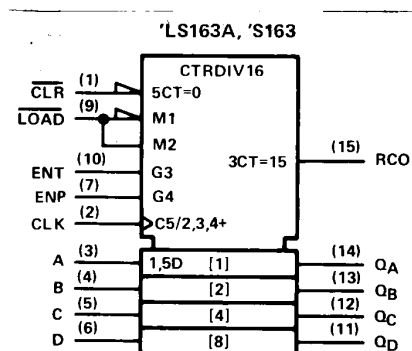 'LS163A, 'S163
CTRDIV16
CLR (1) 5CT=0
LOAD (9) M1
M2
ENT (10) G3 3CT=15 (15) RCO
ENP (7) G4
CLK (2) C5/2,3,4+
A (3) 1,5D [1] (14) QA
B (4) [2] (13) QB
C (5) [4] (12) QC
D (6) [8] (11) QD